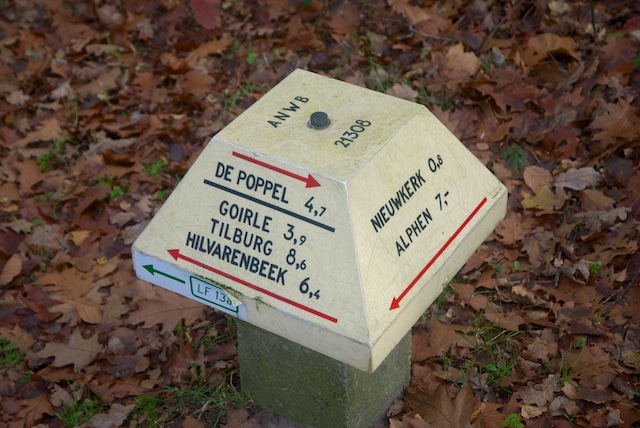 ANWB
21308
DE POPPEL 4,7
GOIRLE 3,9
TILBURG 8,6
HILVARENBEEK 6,4
LF 13a
NIEUWKERK 0,8
ALPHEN 7,-